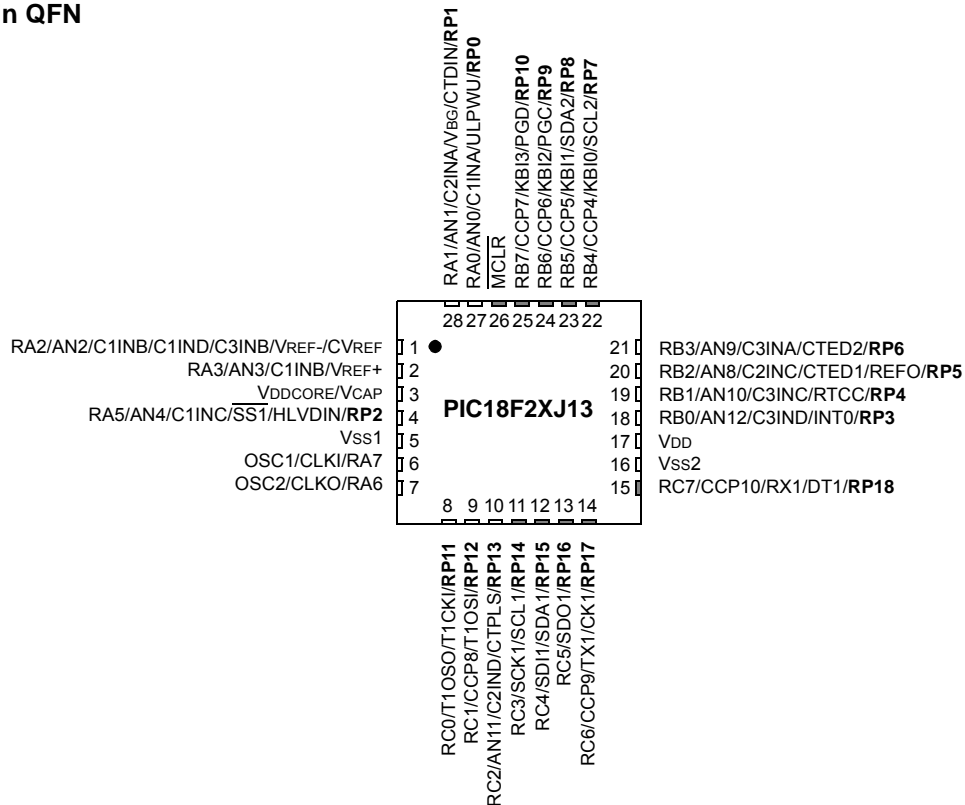 n QFN
RA1/AN1/C2INA/VBG/CTDIN/RP1
RA0/AN0/C1INA/ULPWU/RP0
MCLR
RB7/CCP7/KBI3/PGD/RP10
RB6/CCP6/KBI2/PGC/RP9
RB5/CCP5/KBI1/SDA2/RP8
RB4/CCP4/KBI0/SCL2/RP7
28 27 26 25 24 23 22
RA2/AN2/C1INB/C1IND/C3INB/VREF-/CVREF 1
RA3/AN3/C1INB/VREF+ 2
VDDCORE/VCAP 3
RA5/AN4/C1INC/SS1/HLVDIN/RP2 4
VSS1 5
OSC1/CLKI/RA7 6
OSC2/CLKO/RA6 7
PIC18F2XJ13
21 RB3/AN9/C3INA/CTED2/RP6
20 RB2/AN8/C2INC/CTED1/REFO/RP5
19 RB1/AN10/C3INC/RTCC/RP4
18 RB0/AN12/C3IND/INT0/RP3
17 VDD
16 VSS2
15 RC7/CCP10/RX1/DT1/RP18
8 9 10 11 12 13 14
RC0/T1OSO/T1CKI/RP11
RC1/CCP8/T1OSI/RP12
RC2/AN11/C2IND/CTPLS/RP13
RC3/SCK1/SCL1/RP14
RC4/SDI1/SDA1/RP15
RC5/SDO1/RP16
RC6/CCP9/TX1/CK1/RP17